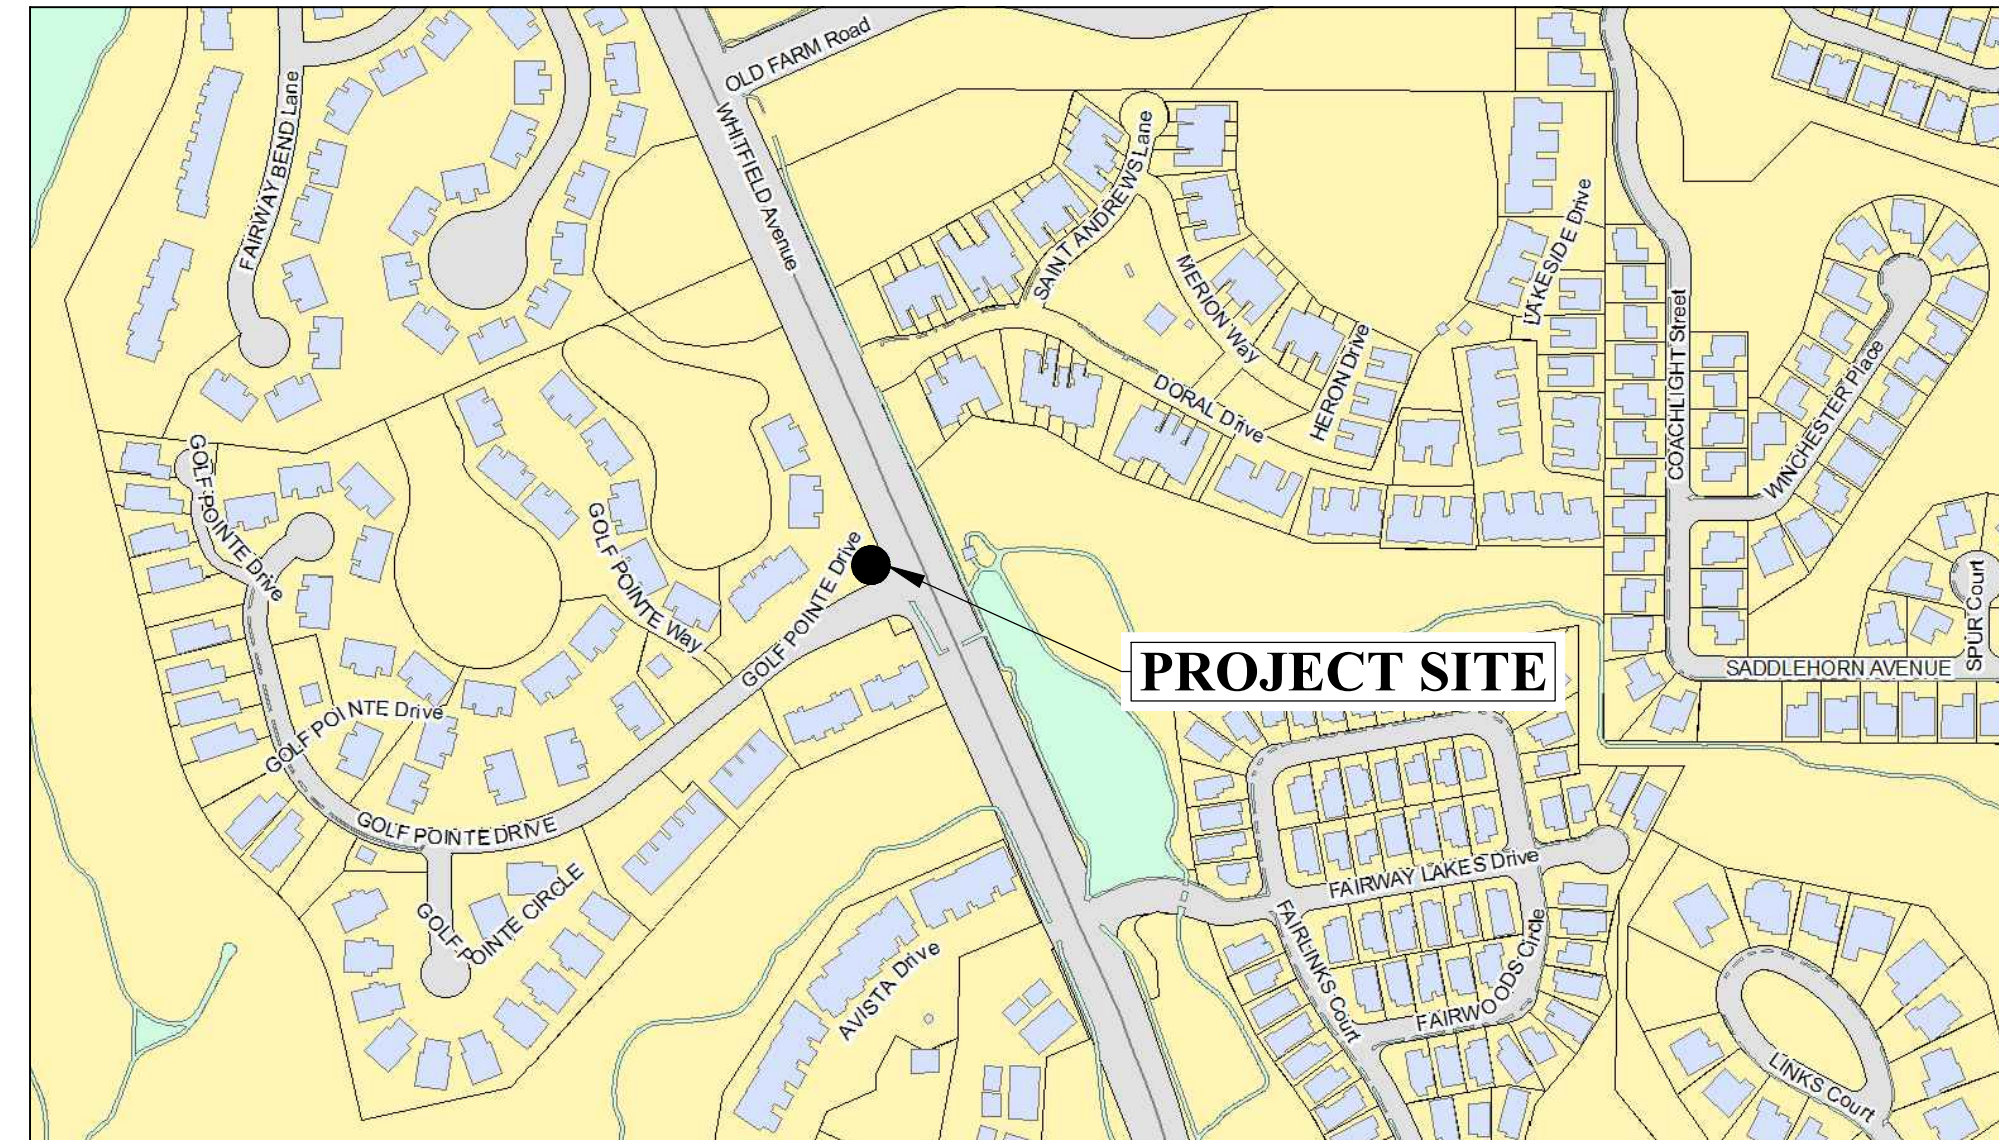 OLD FARM Road
WHITFIELD Avenue
FAIRWAY BEND Lane
SAINT ANDREWS Lane
MERION Way
LAKESIDE Drive
HERON Drive
DORAL Drive
COACHLIGHT Street
WINCHESTER Place
GOLF POINTE Drive
GOLF POINTE Way
GOLF POINTE Drive
SPUR Court
PROJECT SITE
SADDLEHORN AVENUE
GOLF POINTE Drive
GOLF POINTE DRIVE
GOLF POINTE CIRCLE
FAIRWAY LAKES Drive
FAIRLINKS Court
FAIRWOODS Circle
AVISTA Drive
LINKS Court